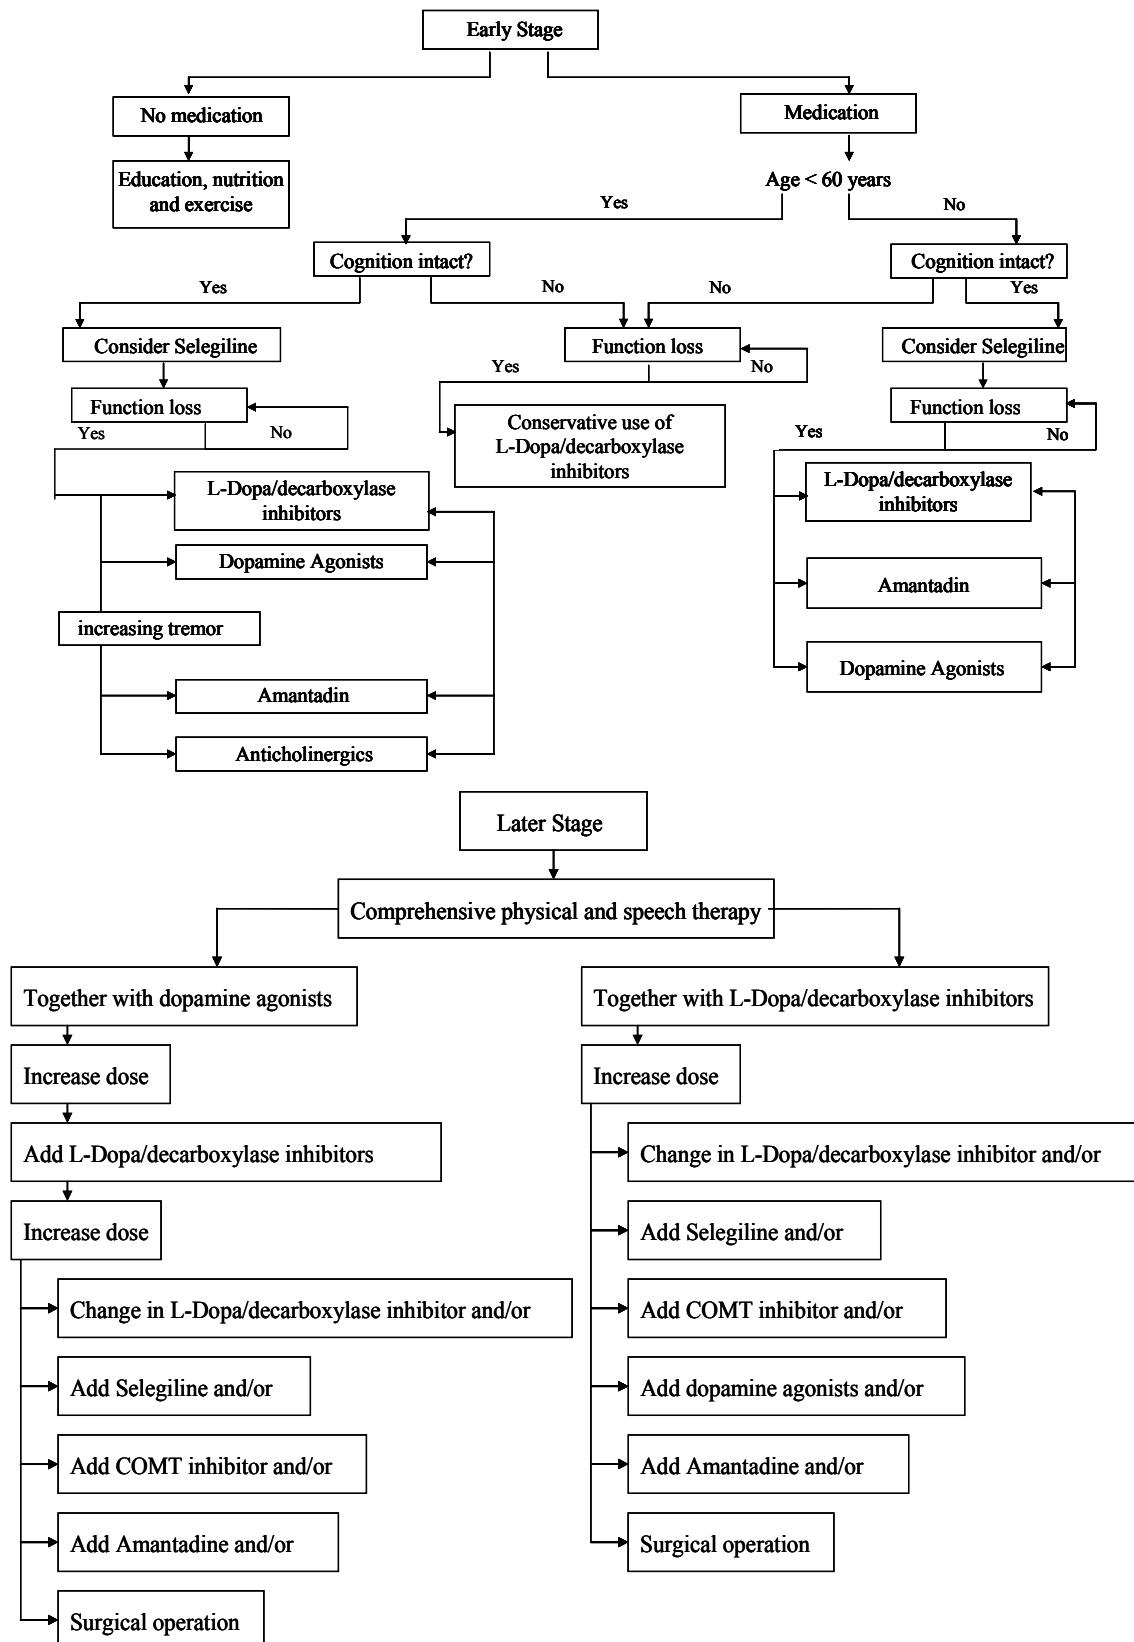 Early Stage
No medication
Medication
Education, nutrition
and exercise
Age < 60 years
Yes
No
Cognition intact?
Cognition intact?
Yes
No
No
Yes
Consider Selegiline
Function loss
Consider Selegiline
Yes
No
Function loss
Function loss
Yes
No
Conservative use of
L-Dopa/decarboxylase
inhibitors
Yes
No
L-Dopa/decarboxylase
inhibitors
L-Dopa/decarboxylase
inhibitors
Dopamine Agonists
Amantadin
increasing tremor
Dopamine Agonists
Amantadin
Anticholinergics
Later Stage
Comprehensive physical and speech therapy
Together with dopamine agonists
Together with L-Dopa/decarboxylase inhibitors
Increase dose
Increase dose
Add L-Dopa/decarboxylase inhibitors
Change in L-Dopa/decarboxylase inhibitor and/or
Increase dose
Add Selegiline and/or
Change in L-Dopa/decarboxylase inhibitor and/or
Add COMT inhibitor and/or
Add Selegiline and/or
Add dopamine agonists and/or
Add COMT inhibitor and/or
Add Amantadine and/or
Add Amantadine and/or
Surgical operation
Surgical operation